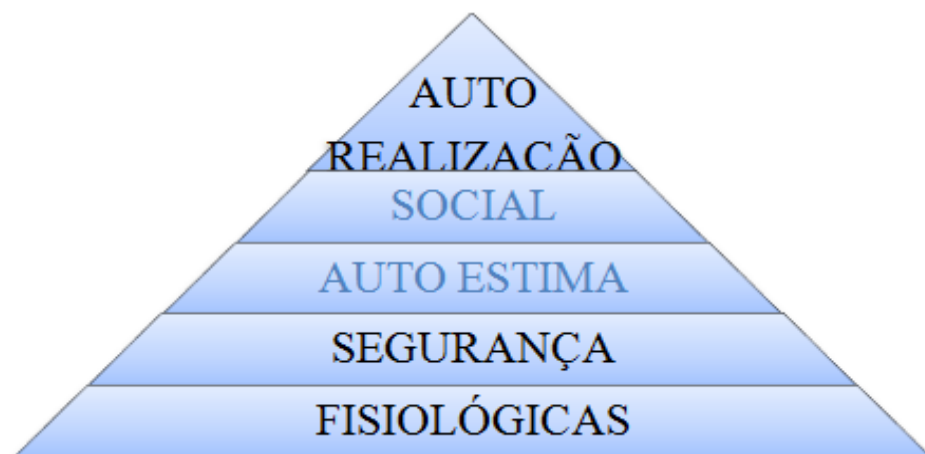 AUTO
REALIZAÇÃO
SOCIAL
AUTO ESTIMA
SEGURANÇA
FISIOLÓGICAS